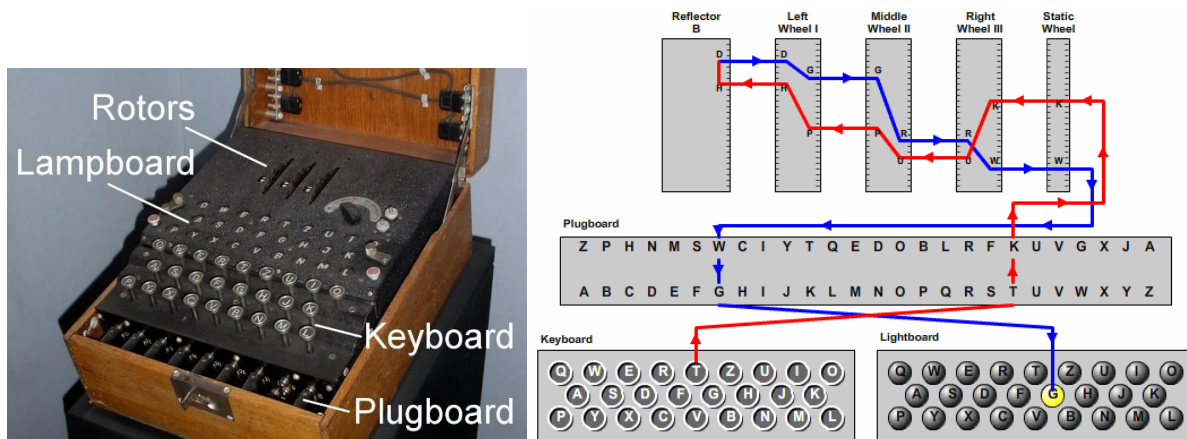 Rotors
Lampboard
Keyboard
Plugboard
Reflector B
Left Wheel I
Middle Wheel II
Right Wheel III
Static Wheel
D D G G
H H
K K
P P R R
U U W W
Plugboard
Z P H N M S W C I Y T Q E D O B L R F K U V G X J A
A B C D E F G H I J K L M N O P Q R S T U V W X Y Z
Keyboard
Q W E R T Z U I O
A S D F G H J K
P Y X C V B N M L
Lightboard
Q W E R T Z U I O
A S D F G H J K
P Y X C V B N M L